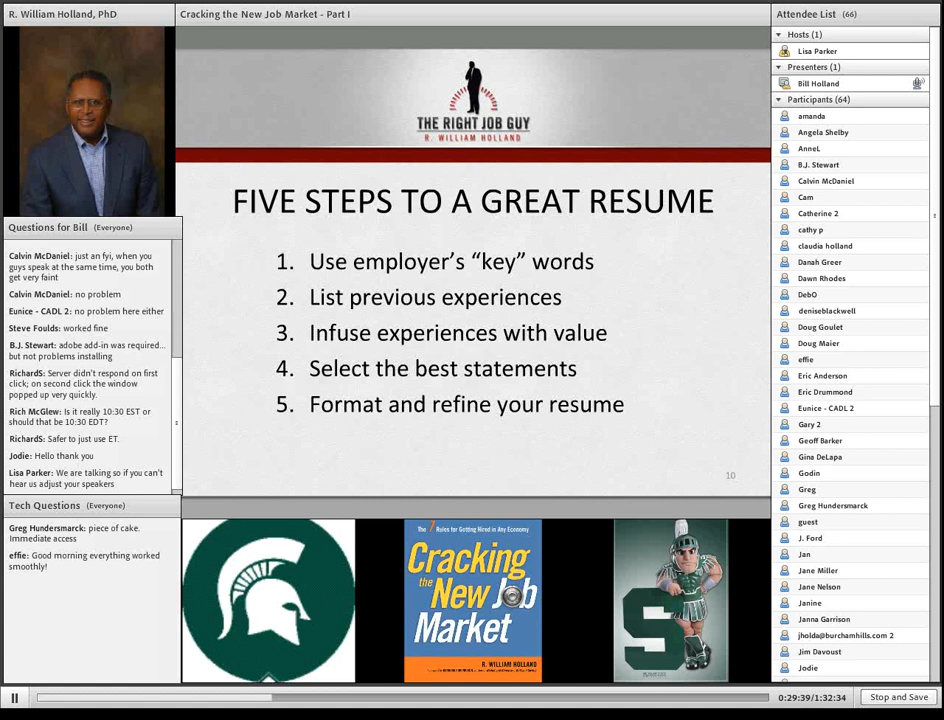 R. William Holland, PhD
Cracking the New Job Market - Part I
Attendee List (66)
THE RIGHT JOB GUY
R. WILLIAM HOLLAND
FIVE STEPS TO A GREAT RESUME
1. Use employer's "key" words
2. List previous experiences
3. Infuse experiences with value
4. Select the best statements
5. Format and refine your resume
10
Questions for Bill (Everyone)
Calvin McDaniel: just an fyi, when you
guys speak at the same time, you both
get very faint
Calvin McDaniel: no problem
Eunice - CADL 2: no problem here either
Steve Foulds: worked fine
B.J. Stewart: adobe add-in was required...
but not problems installing
RichardS: Server didn't respond on first
click; on second click the window
popped up very quickly.
Rich McGlew: Is it really 10:30 EST or
should that be 10:30 EDT?
RichardS: Safer to just use ET.
Jodie: Hello thank you
Lisa Parker: We are talking so if you can't
hear us adjust your speakers
Tech Questions (Everyone)
Greg Hundersmarck: piece of cake.
Immediate access
effie: Good morning everything worked
smoothly!
The 7 Rules for Getting Hired in Any Economy
Cracking
the New Job
Market
R. WILLIAM HOLLAND
S
Hosts (1)
Lisa Parker
Presenters (1)
Bill Holland
Participants (64)
amanda
Angela Shelby
AnneL
B.J. Stewart
Calvin McDaniel
Cam
Catherine 2
cathy p
claudia holland
Danah Greer
Dawn Rhodes
DebO
deniseblackwell
Doug Goulet
Doug Maier
effie
Eric Anderson
Eric Drummond
Eunice - CADL 2
Gary 2
Geoff Barker
Gina DeLapa
Godin
Greg
Greg Hundersmarck
guest
J. Ford
Jan
Jane Miller
Jane Nelson
Janine
Janna Garrison
jholda@burchamhills.com 2
Jim Davoust
Jodie
0:29:39/1:32:34
Stop and Save